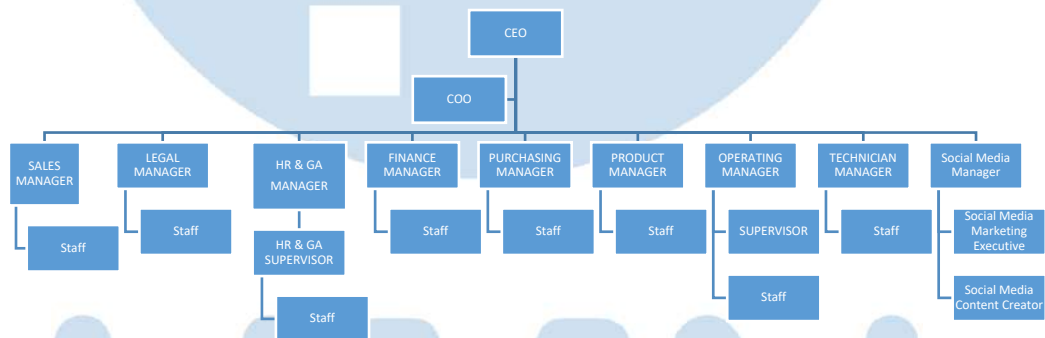 CEO
COO
SALES
MANAGER
LEGAL
MANAGER
HR & GA
MANAGER
FINANCE
MANAGER
PURCHASING
MANAGER
PRODUCT
MANAGER
OPERATING
MANAGER
TECHNICIAN
MANAGER
Social Media
Manager
Staff
Staff
HR & GA
SUPERVISOR
Staff
Staff
Staff
Staff
SUPERVISOR
Staff
Staff
Social Media
Marketing
Executive
Social Media
Content Creator